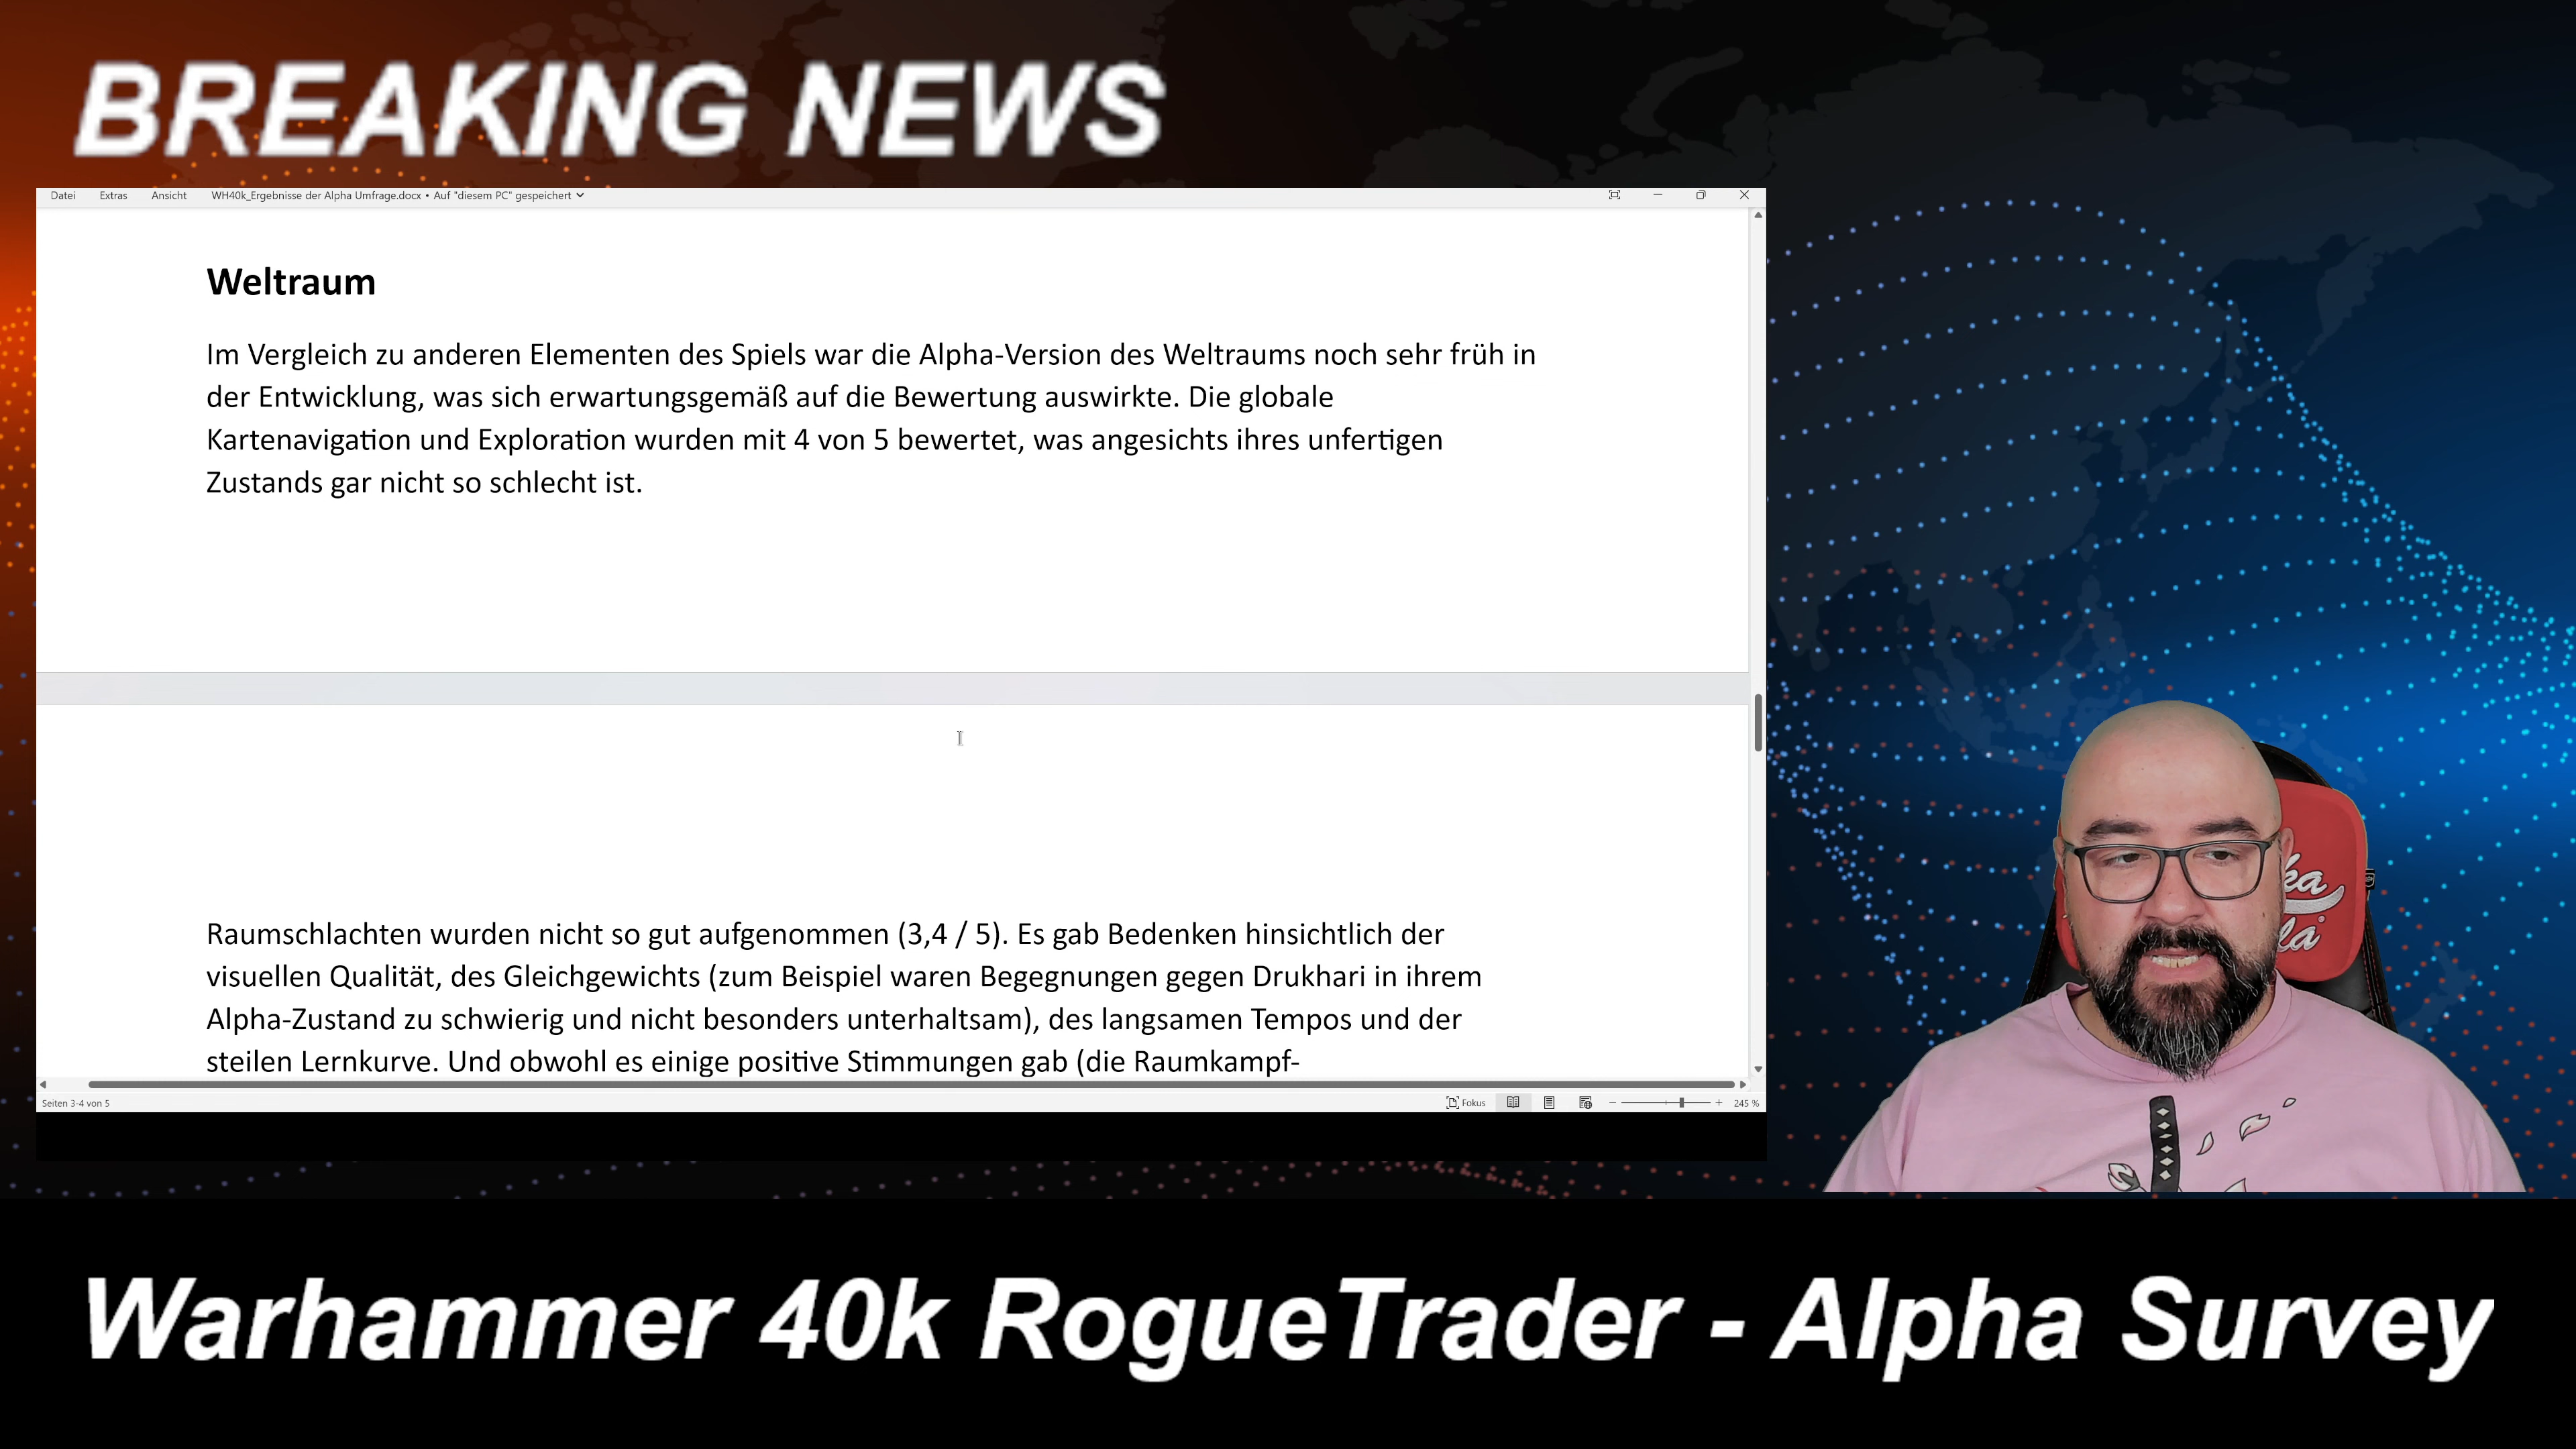 BREAKING NEWS
Datei Extras Ansicht WH40k_Ergebnisse der Alpha Umfrage.docx • Auf "diesem PC" gespeichert
Weltraum
Im Vergleich zu anderen Elementen des Spiels war die Alpha-Version des Weltraums noch sehr früh in
der Entwicklung, was sich erwartungsgemäß auf die Bewertung auswirkte. Die globale
Kartenavigation und Exploration wurden mit 4 von 5 bewertet, was angesichts ihres unfertigen
Zustands gar nicht so schlecht ist.
Raumschlachten wurden nicht so gut aufgenommen (3,4 / 5). Es gab Bedenken hinsichtlich der
visuellen Qualität, des Gleichgewichts (zum Beispiel waren Begegnungen gegen Drukhari in ihrem
Alpha-Zustand zu schwierig und nicht besonders unterhaltsam), des langsamen Tempos und der
steilen Lernkurve. Und obwohl es einige positive Stimmungen gab (die Raumkampf-
Seiten 3-4 von 5
Fokus
245 %
Warhammer 40k RogueTrader - Alpha Survey